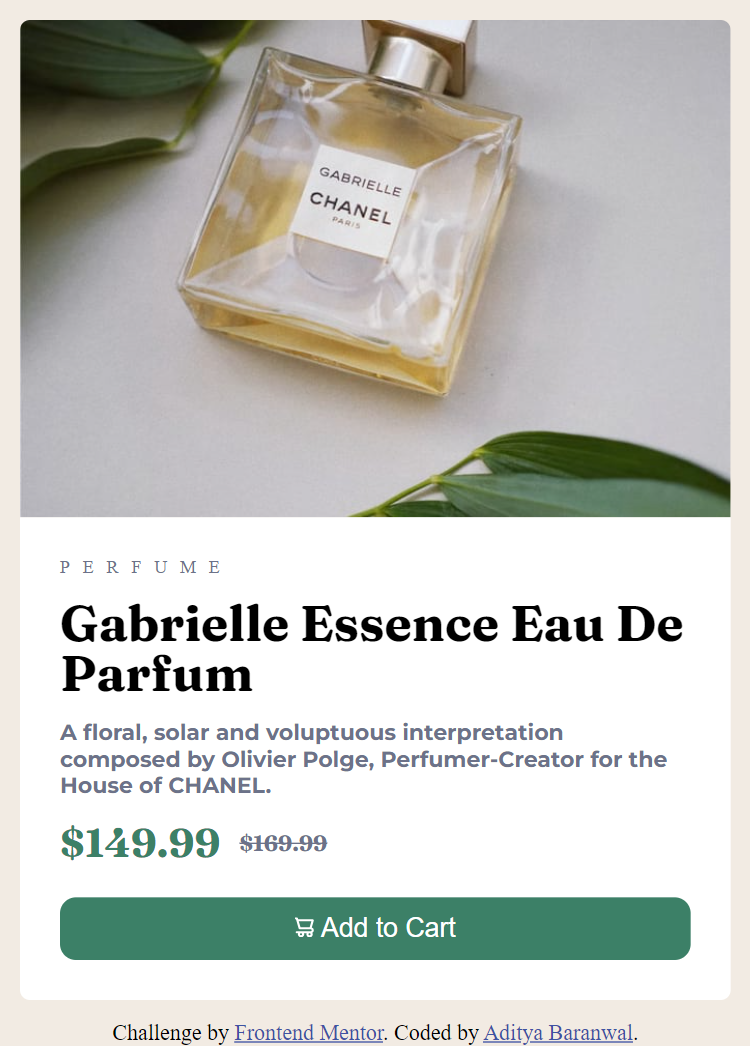 GABRIELLE
CHANEL
PARIS
PERFUME
Gabrielle Essence Eau De
Parfum
A floral, solar and voluptuous interpretation
composed by Olivier Polge, Perfumer-Creator for the
House of CHANEL.
$149.99 $169.99
Add to Cart
Challenge by Frontend Mentor. Coded by Aditya Baranwal.